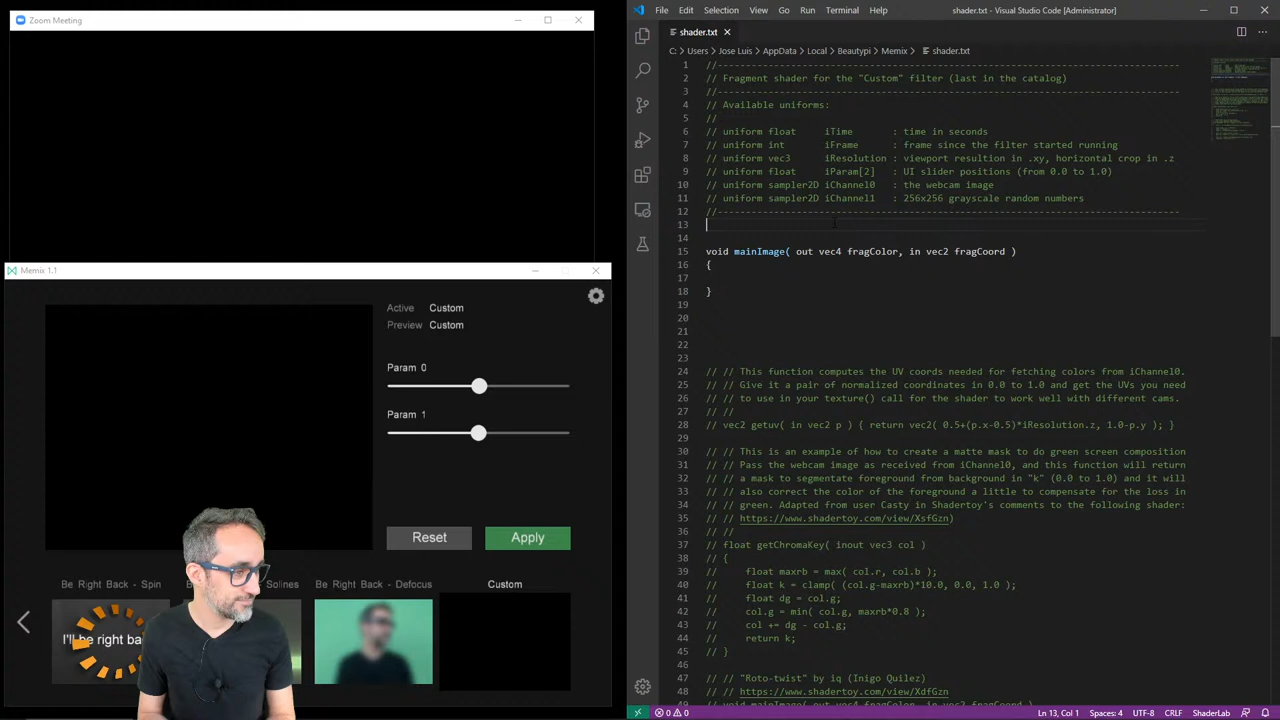 Zoom Meeting
Memix 1.1
Active Custom
Preview Custom
Param 0
Param 1
Reset Apply
Be Right Back - Spin
Solines
Be Right Back - Defocus
Custom
I'll be right ba
File Edit Selection View Go Run Terminal Help shader.txt - Visual Studio Code [Administrator]
shader.txt
C: > Users > Jose Luis > AppData > Local > Beautypi > Memix > shader.txt
1 //------------------------------------------------------------------------------------
2 // Fragment shader for the "Custom" filter (last in the catalog)
3 //------------------------------------------------------------------------------------
4 // Available uniforms:
5 //
6 // uniform float iTime : time in seconds
7 // uniform int iFrame : frame since the filter started running
8 // uniform vec3 iResolution : viewport resultion in .xy, horizontal crop in .z
9 // uniform float iParam[2] : UI slider positions (from 0.0 to 1.0)
10 // uniform sampler2D iChannel0 : the webcam image
11 // uniform sampler2D iChannel1 : 256x256 grayscale random numbers
12 //------------------------------------------------------------------------------------
13
14
15 void mainImage( out vec4 fragColor, in vec2 fragCoord )
16 {
17
18 }
19
20
21
22
23
24 // // This function computes the UV coords needed for fetching colors from iChannel0.
25 // // Give it a pair of normalized coordinates in 0.0 to 1.0 and get the UVs you need
26 // // to use in your texture() call for the shader to work well with different cams.
27 // //
28 // vec2 getuv( in vec2 p ) { return vec2( 0.5+(p.x-0.5)*iResolution.z, 1.0-p.y ); }
29
30 // // This is an example of how to create a matte mask to do green screen composition
31 // // Pass the webcam image as received from iChannel0, and this function will return
32 // // a mask to segmentate foreground from background in "k" (0.0 to 1.0) and it will
33 // // also correct the color of the foreground a little to compensate for the loss in
34 // // green. Adapted from user Casty in Shadertoy's comments to the following shader:
35 // // https://www.shadertoy.com/view/XsfGzn)
36 // //
37 // float getChromaKey( inout vec3 col )
38 // {
39 // float maxrb = max( col.r, col.b );
40 // float k = clamp( (col.g-maxrb)*10.0, 0.0, 1.0 );
41 // float dg = col.g;
42 // col.g = min( col.g, maxrb*0.8 );
43 // col += dg - col.g;
44 // return k;
45 // }
46
47 // // "Roto-twist" by iq (Inigo Quilez)
48 // // https://www.shadertoy.com/view/XdfGzn
49 // void mainImage( out vec4 fragColor, in vec2 fragCoord )
0 0 Ln 13, Col 1 Spaces: 4 UTF-8 CRLF ShaderLab